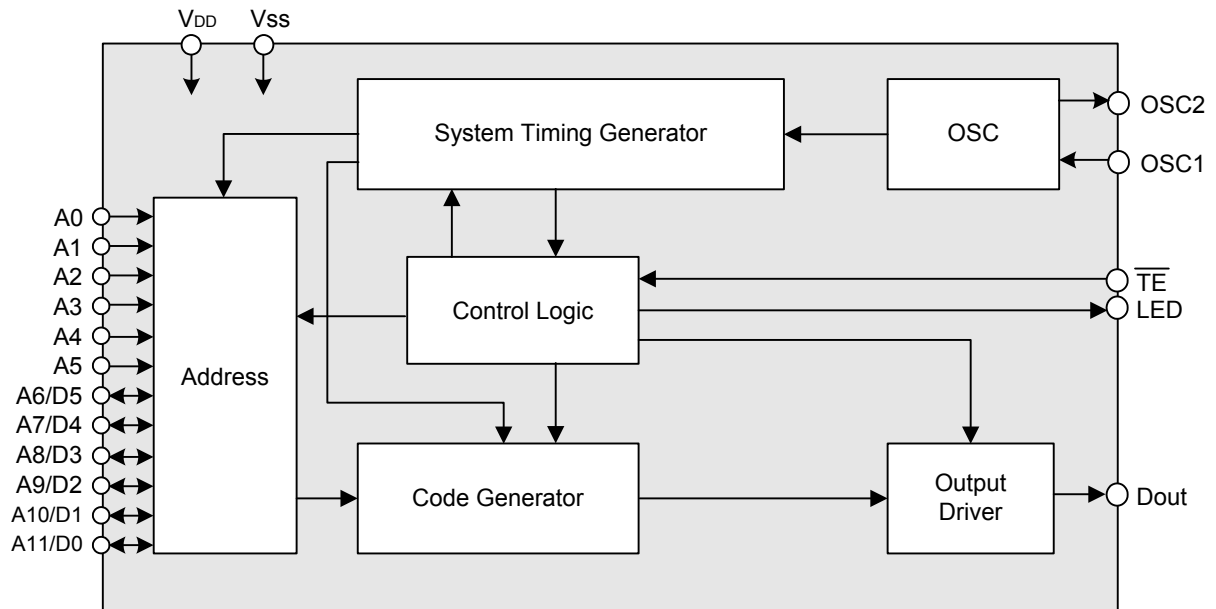 VDD
Vss
System Timing Generator
OSC
OSC2
OSC1
A0
A1
A2
A3
A4
A5
A6/D5
A7/D4
A8/D3
A9/D2
A10/D1
A11/D0
Address
Control Logic
T̅E̅
LED
Code Generator
Output
Driver
Dout